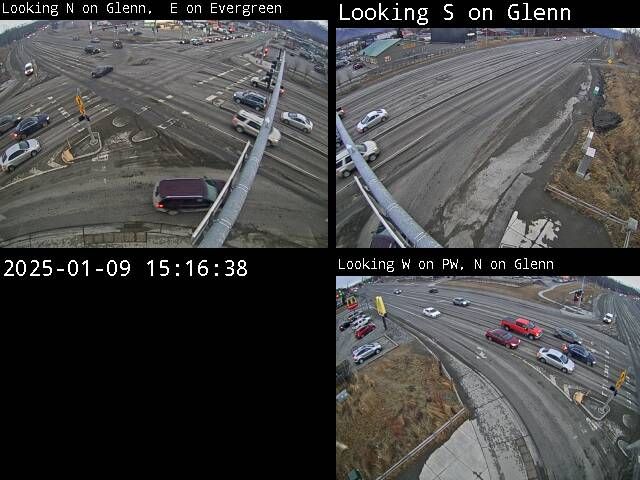 Looking N on Glenn,  E on Evergreen
Looking S on Glenn
2025-01-09 15:16:38
Looking W on PW, N on Glenn